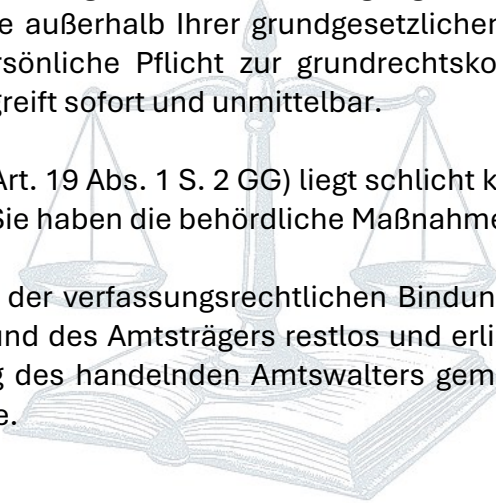 e außerhalb Ihrer grundgesetzlichen
rsönliche Pflicht zur grundrechtsko
greift sofort und unmittelbar.
Art. 19 Abs. 1 S. 2 GG) liegt schlicht k
Sie haben die behördliche Maßnahme
der verfassungsrechtlichen Bindun
und des Amtsträgers restlos und erli
g des handelnden Amtswalters gem
e.